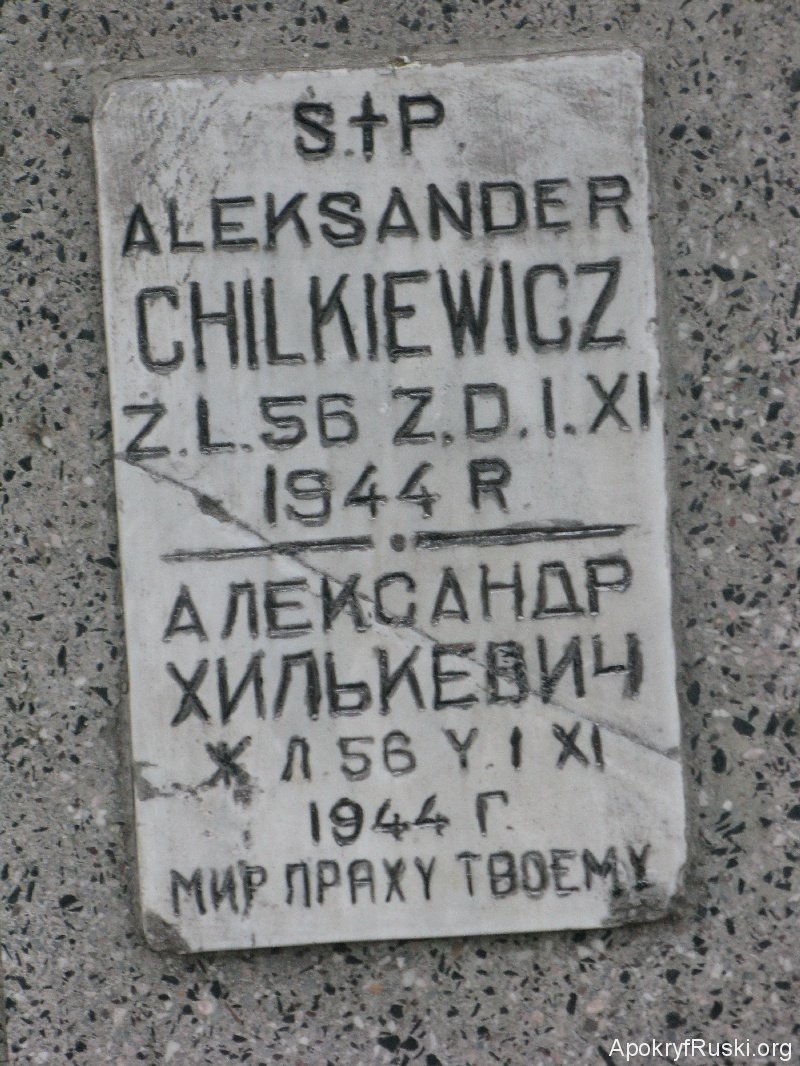 S.†P.
ALEKSANDER
CHILKIEWICZ
Ż.L.56 Z.D.I.XI
1944 R
АЛЕКСАНДР
ХИЛЬКЕВИЧ
Ж Л.56 У.I XI
1944 Г.
МИР ПРАХУ ТВОЕМУ
ApokryfRuski.org